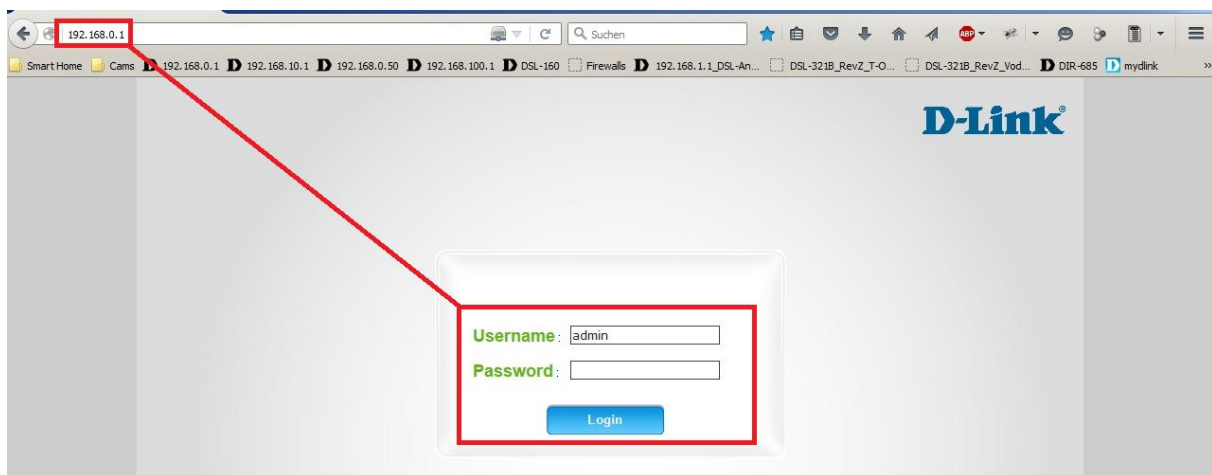 192.168.0.1 Suchen ABP
Smart Home Cams 192.168.0.1 192.168.10.1 192.168.0.50 192.168.100.1 DSL-160 Firewalls 192.168.1.1_DSL-An... DSL-321B_RevZ_T-O... DSL-321B_RevZ_Vod... DIR-685 mydlink »
D-Link®
Username: admin
Password:
Login